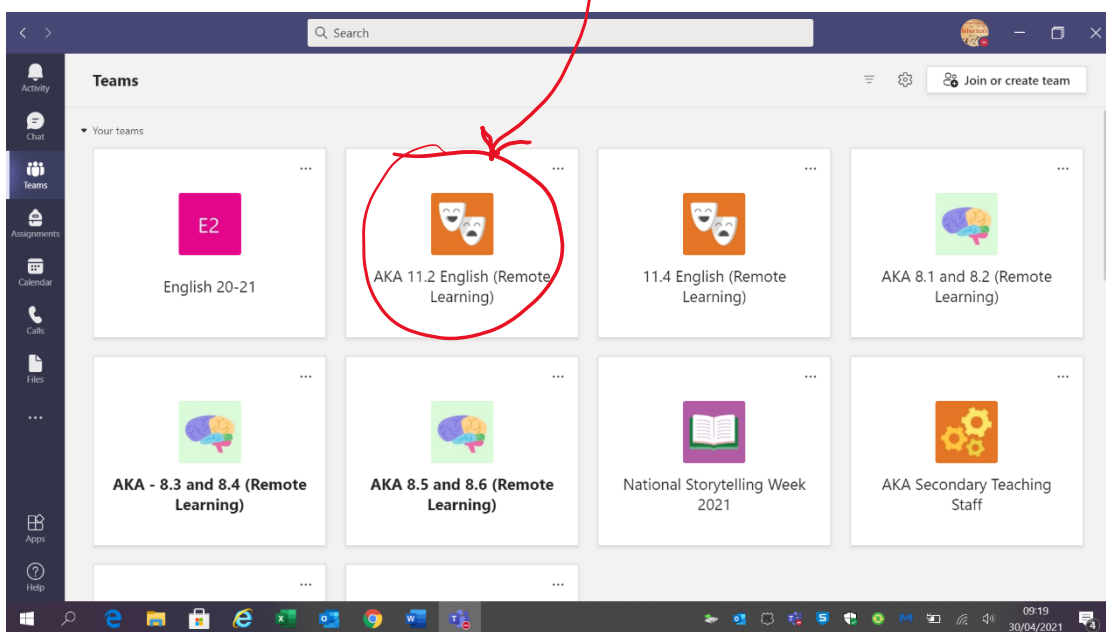 Search
Activity
Teams
Join or create team
Chat
Your teams
Teams
Assignments
Calendar
Calls
Files
Apps
Help
E2
English 20-21
AKA 11.2 English (Remote
Learning)
11.4 English (Remote
Learning)
AKA 8.1 and 8.2 (Remote
Learning)
AKA - 8.3 and 8.4 (Remote
Learning)
AKA 8.5 and 8.6 (Remote
Learning)
National Storytelling Week
2021
AKA Secondary Teaching
Staff
09:19
30/04/2021
4